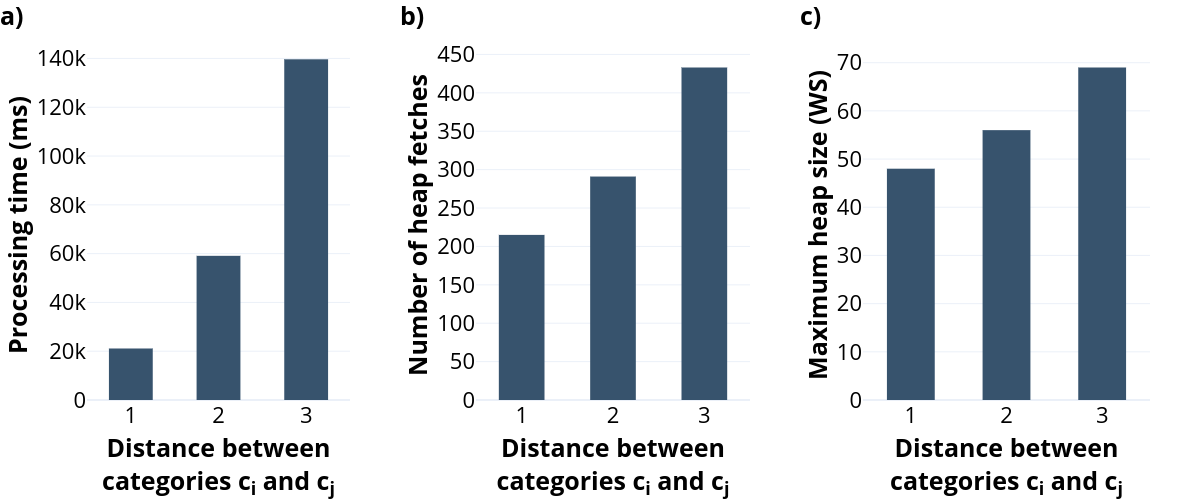 a)
Processing time (ms)
140k
120k
100k
80k
60k
40k
20k
0
1 2 3
Distance between
categories cᵢ and cⱼ
b)
Number of heap fetches
450
400
350
300
250
200
150
100
50
0
1 2 3
Distance between
categories cᵢ and cⱼ
c)
Maximum heap size (WS)
70
60
50
40
30
20
10
0
1 2 3
Distance between
categories cᵢ and cⱼ